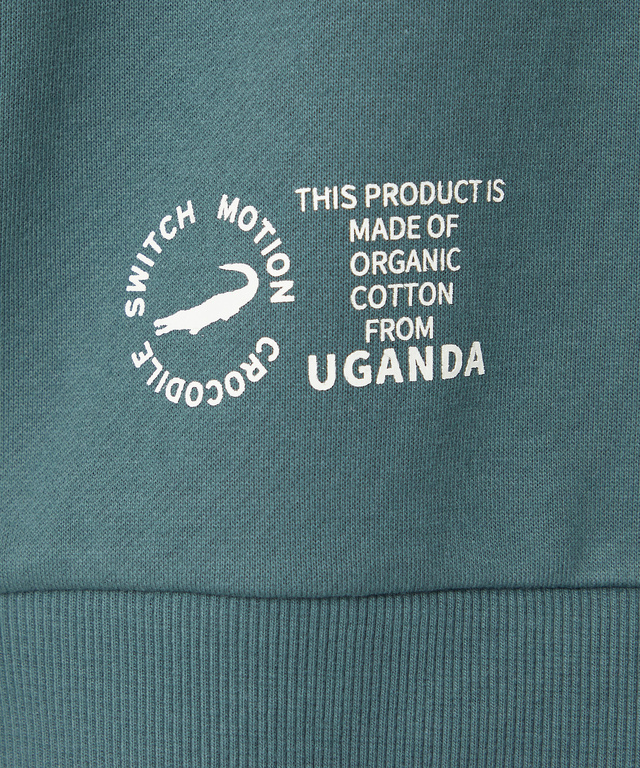 SWITCH MOTION CROCODILE
THIS PRODUCT IS
MADE OF
ORGANIC
COTTON
FROM
UGANDA